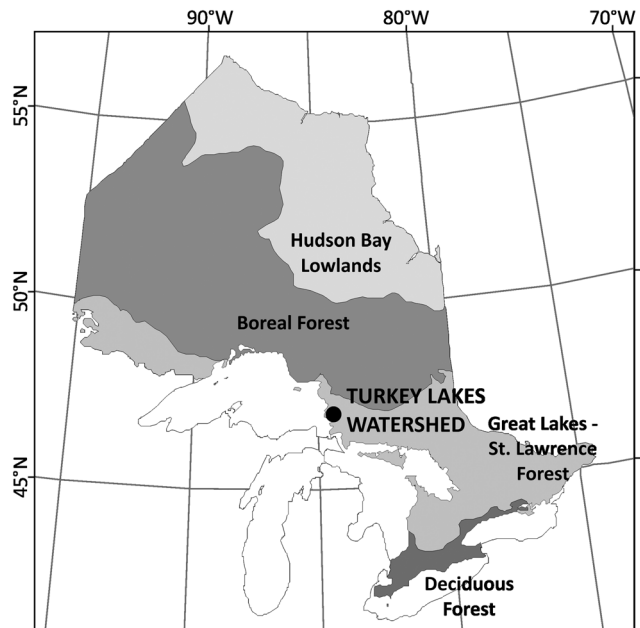 90°W
80°W
70°W
55°N
50°N
45°N
Hudson Bay
Lowlands
Boreal Forest
TURKEY LAKES
WATERSHED
Great Lakes -
St. Lawrence
Forest
Deciduous
Forest